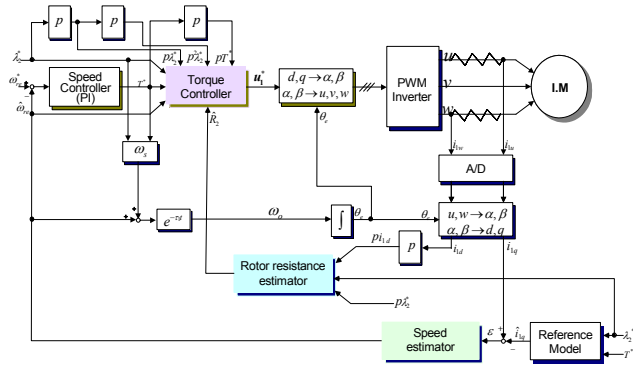 p
p
p
λ₂*
pλ₂*
p²λ₂*
pT*
ω*re
Speed
Controller
(PI)
T*
Torque
Controller
u₁*
d, q → α, β
α, β → u, v, w
PWM
Inverter
u
v
w
I.M
ω̂re
R̂₂
θe
i1w
i1u
ωs
A/D
e^-τs
ωo
∫
θe
θe
u, w → α, β
α, β → d, q
pi1d
p
i1d
i1q
Rotor resistance
estimator
pλ₂*
Speed
estimator
ε
+
−
î1q
Reference
Model
λ₂*
T*